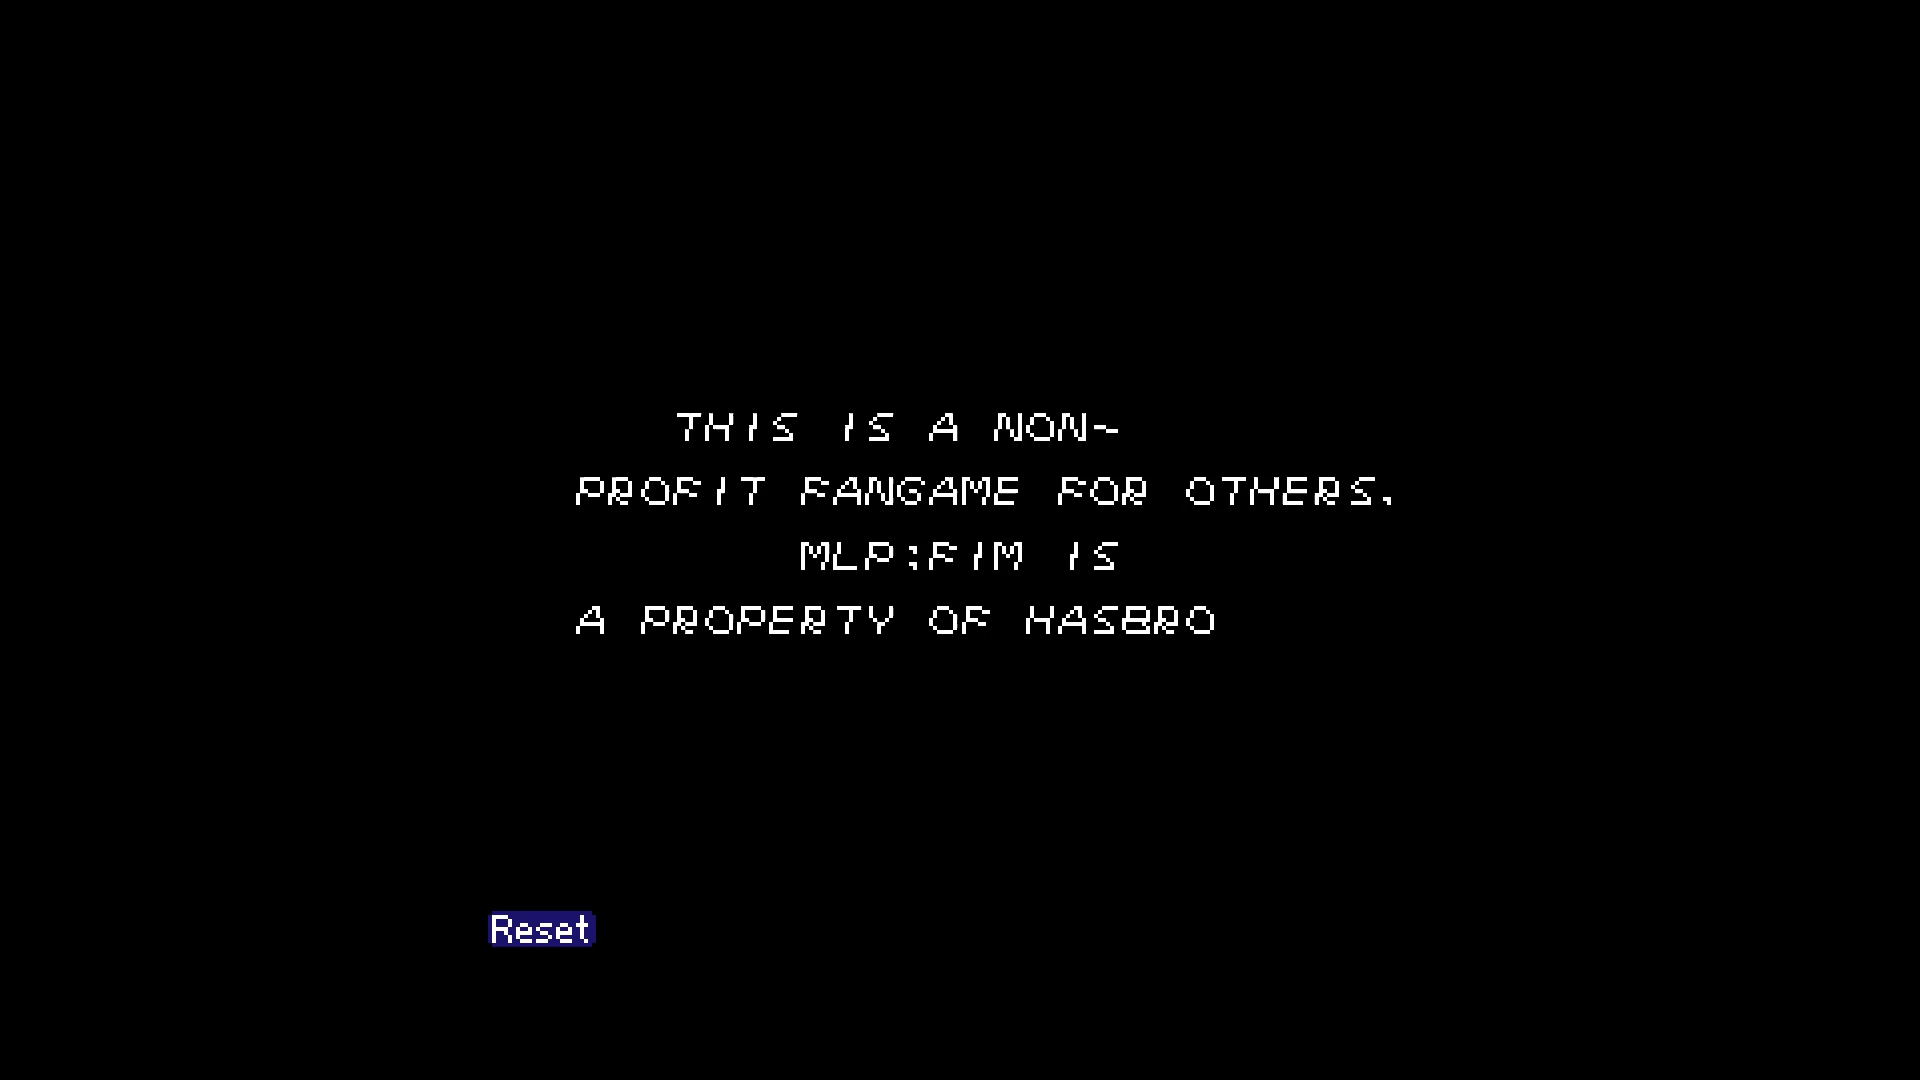 THIS IS A NON~
PROFIT FANGAME FOR OTHERS.
MLP:FIM IS
A PROPERTY OF HASBRO
Reset